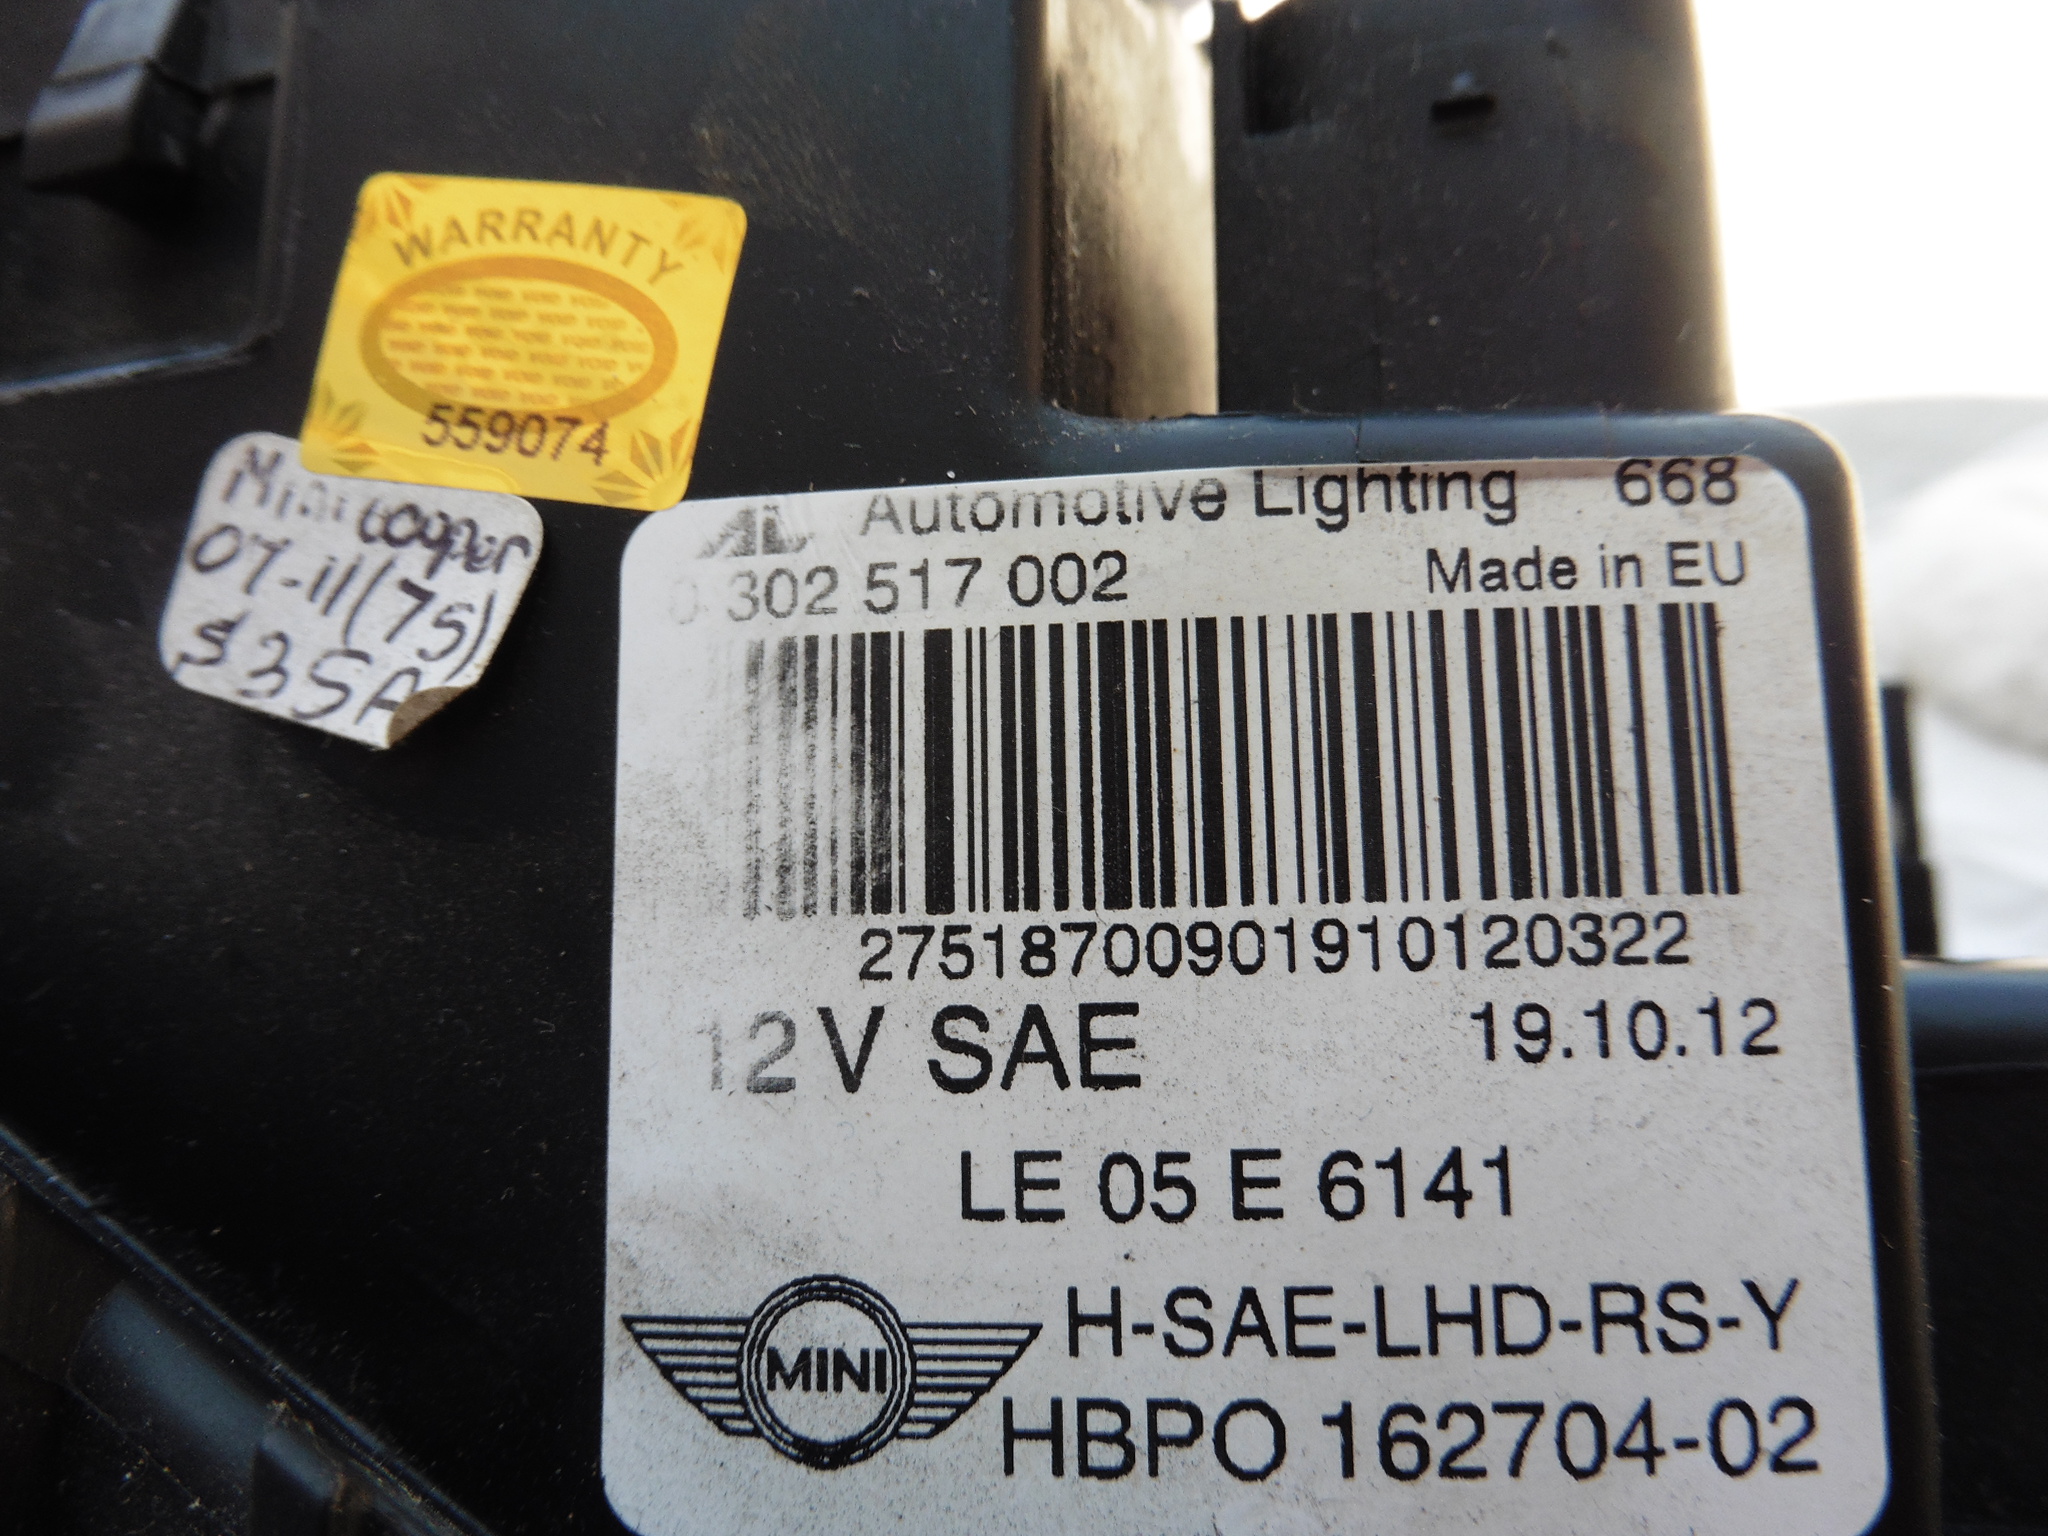 WARRANTY
559074
Mini cooper
07-11(75)
$35A
AL Automotive Lighting 668
0 302 517 002 Made in EU
27518700901910120322
12V SAE 19.10.12
LE 05 E 6141
MINI
H-SAE-LHD-RS-Y
HBPO 162704-02